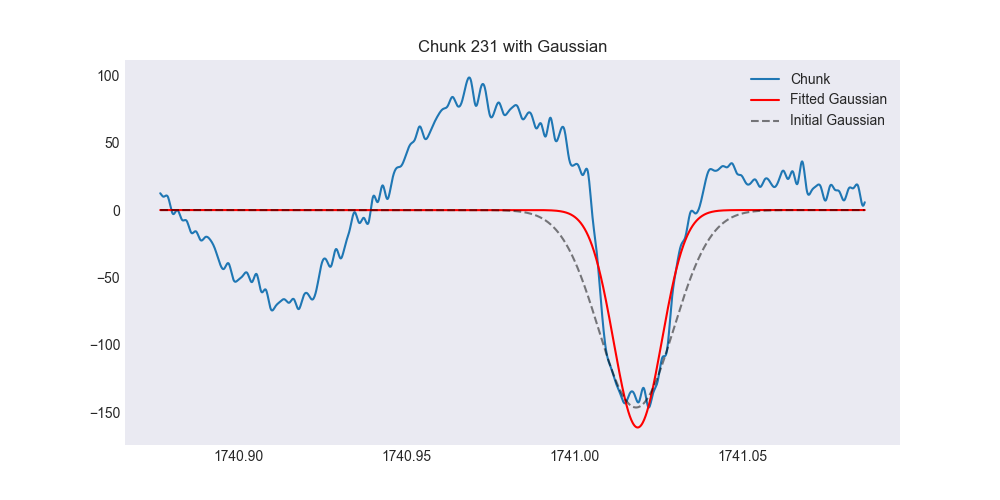 Chunk 231 with Gaussian
Chunk
Fitted Gaussian
Initial Gaussian
100
50
0
−50
−100
−150
1740.90 1740.95 1741.00 1741.05